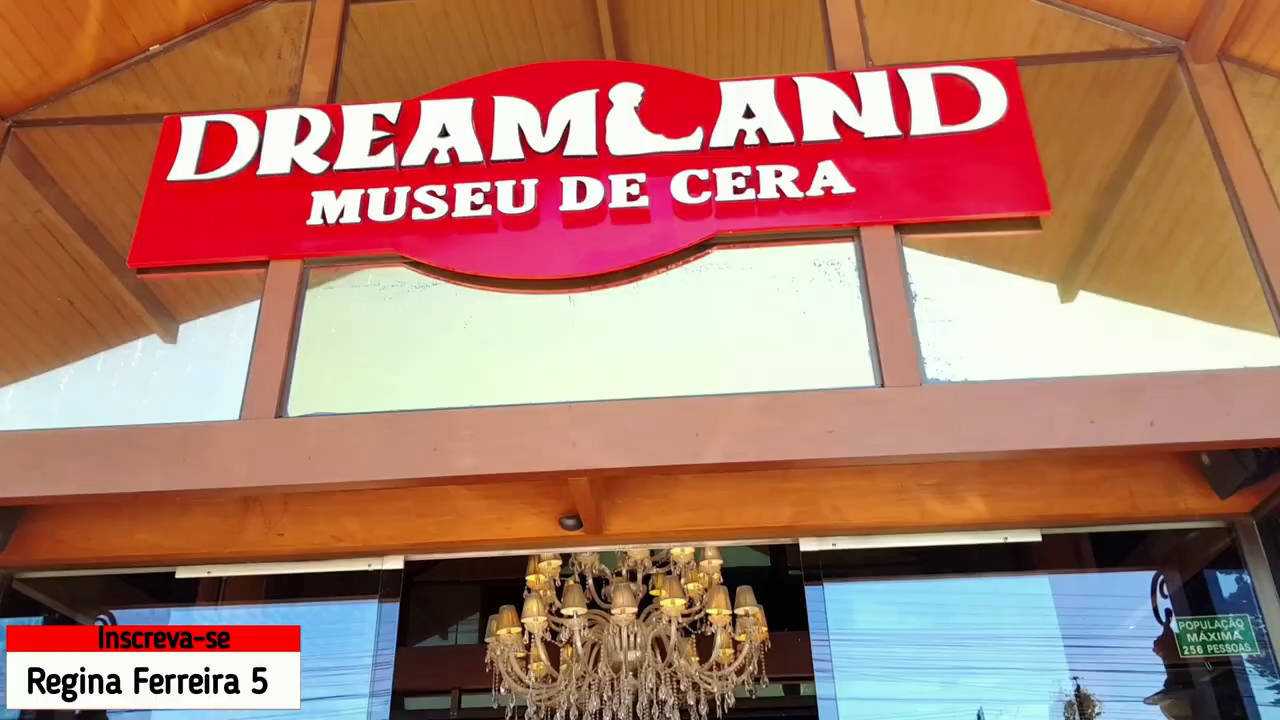 DREAMLAND
MUSEU DE CERA
POPULAÇÃO
MÁXIMA
256 PESSOAS
Inscreva-se
Regina Ferreira 5